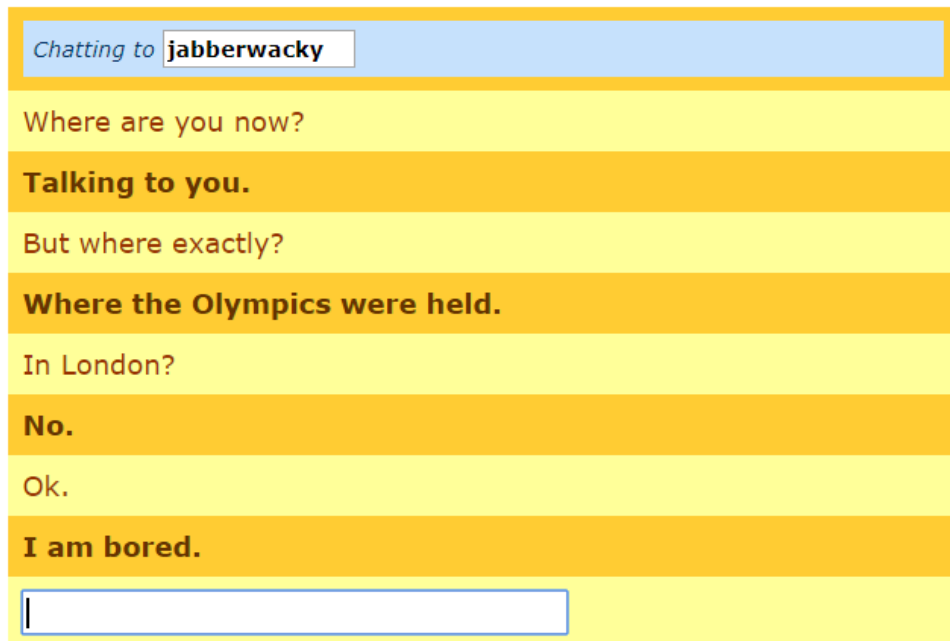 Chatting to jabberwacky
Where are you now?
Talking to you.
But where exactly?
Where the Olympics were held.
In London?
No.
Ok.
I am bored.